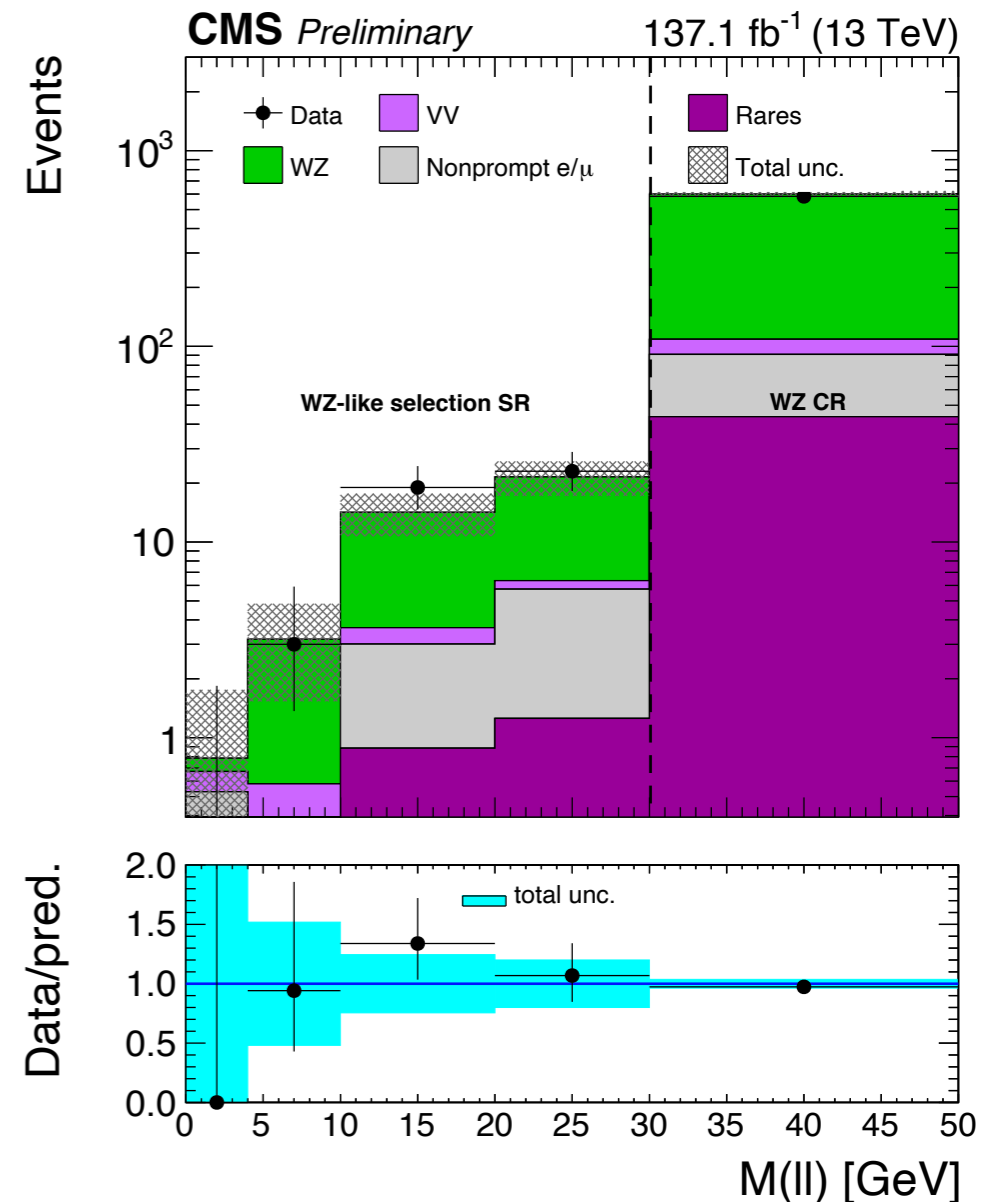 CMS Preliminary 137.1 fb⁻¹ (13 TeV)
Events
Data VV Rares
WZ Nonprompt e/μ Total unc.
10³
10²
WZ-like selection SR WZ CR
10
1
Data/pred.
total unc.
2.0
1.5
1.0
0.5
0.0
0 5 10 15 20 25 30 35 40 45 50
M(ll) [GeV]